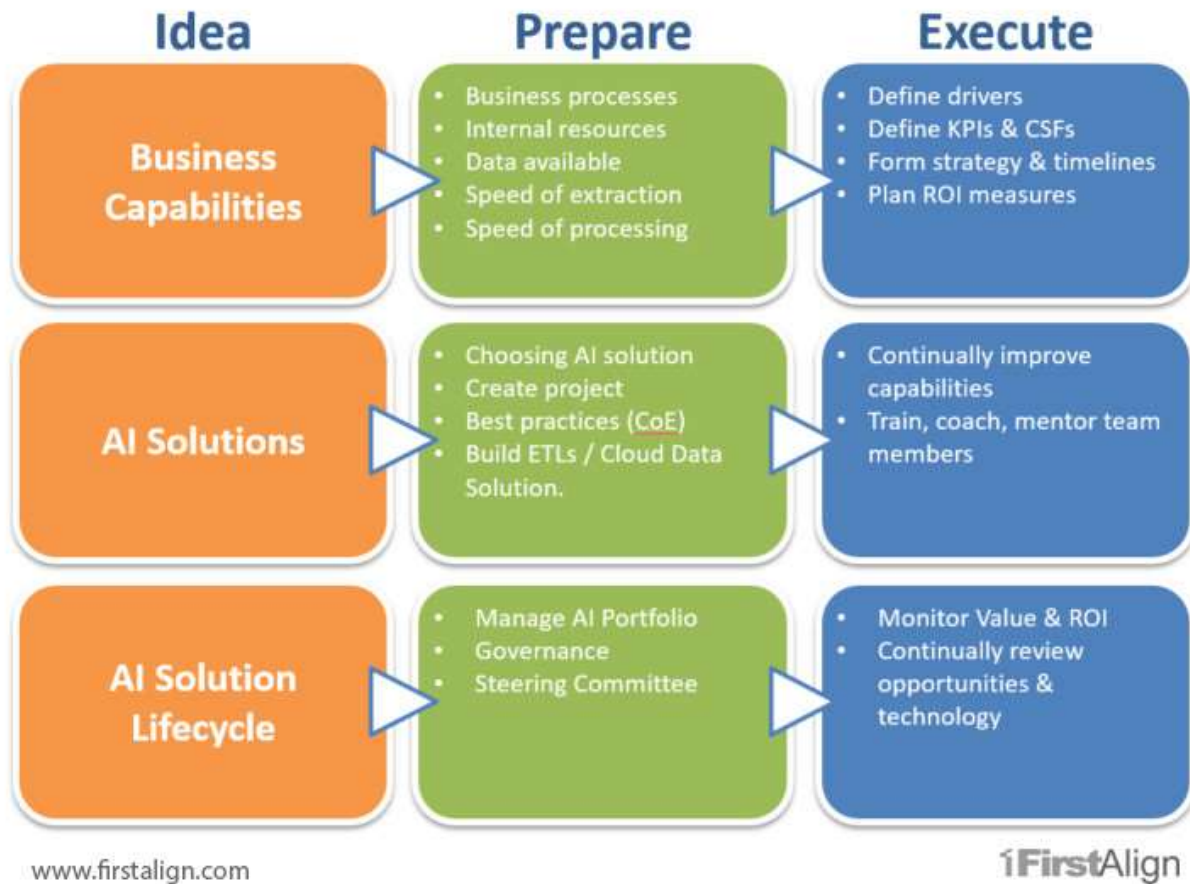 Idea
Prepare
Execute
Business
Capabilities
• Business processes
• Internal resources
• Data available
• Speed of extraction
• Speed of processing
• Define drivers
• Define KPIs & CSFs
• Form strategy & timelines
• Plan ROI measures
AI Solutions
• Choosing AI solution
• Create project
• Best practices (CoE)
• Build ETLs / Cloud Data
Solution.
• Continually improve
capabilities
• Train, coach, mentor team
members
AI Solution
Lifecycle
• Manage AI Portfolio
• Governance
• Steering Committee
• Monitor Value & ROI
• Continually review
opportunities &
technology
www.firstalign.com
1FirstAlign